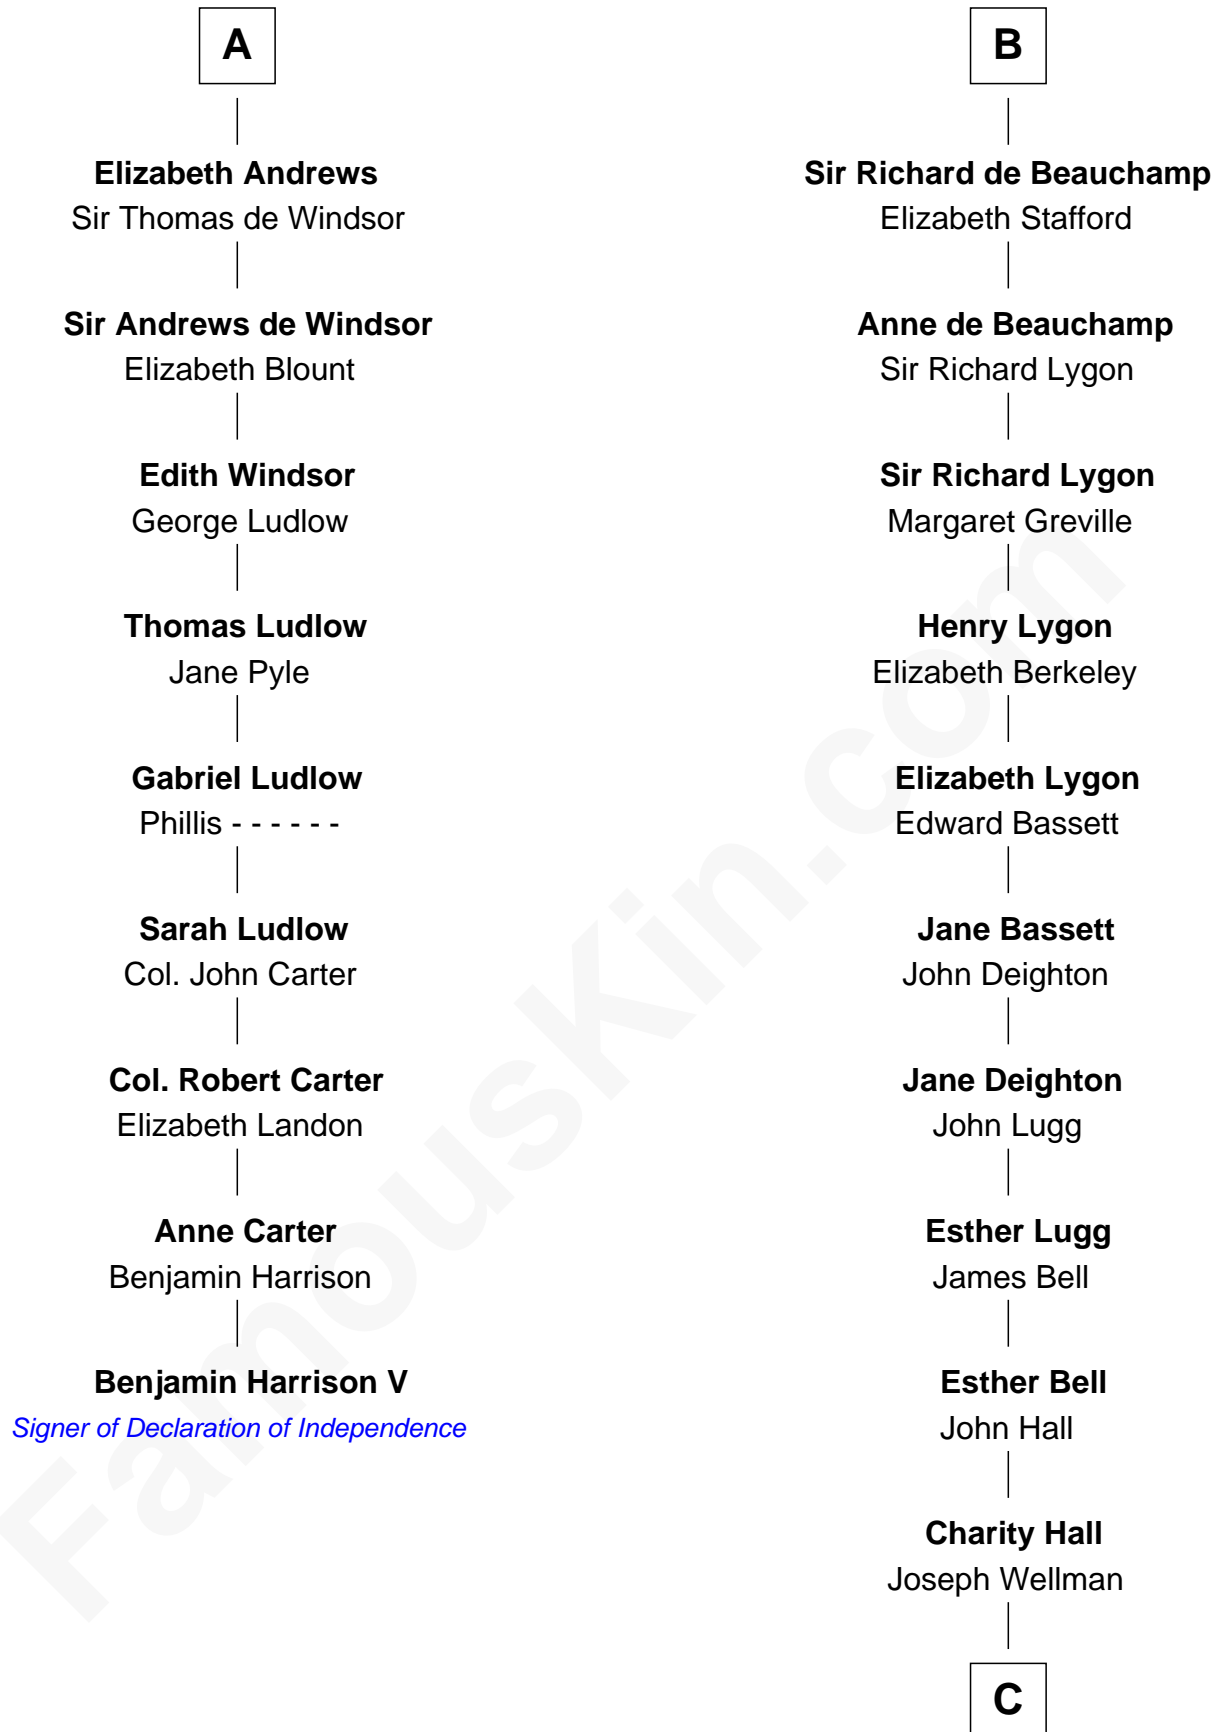 A
Elizabeth Andrews
Sir Thomas de Windsor
Sir Andrews de Windsor
Elizabeth Blount
Edith Windsor
George Ludlow
Thomas Ludlow
Jane Pyle
Gabriel Ludlow
Phillis - - - - - -
Sarah Ludlow
Col. John Carter
Col. Robert Carter
Elizabeth Landon
Anne Carter
Benjamin Harrison
Benjamin Harrison V
Signer of Declaration of Independence
B
Sir Richard de Beauchamp
Elizabeth Stafford
Anne de Beauchamp
Sir Richard Lygon
Sir Richard Lygon
Margaret Greville
Henry Lygon
Elizabeth Berkeley
Elizabeth Lygon
Edward Bassett
Jane Bassett
John Deighton
Jane Deighton
John Lugg
Esther Lugg
James Bell
Esther Bell
John Hall
Charity Hall
Joseph Wellman
C
FamousKin.com